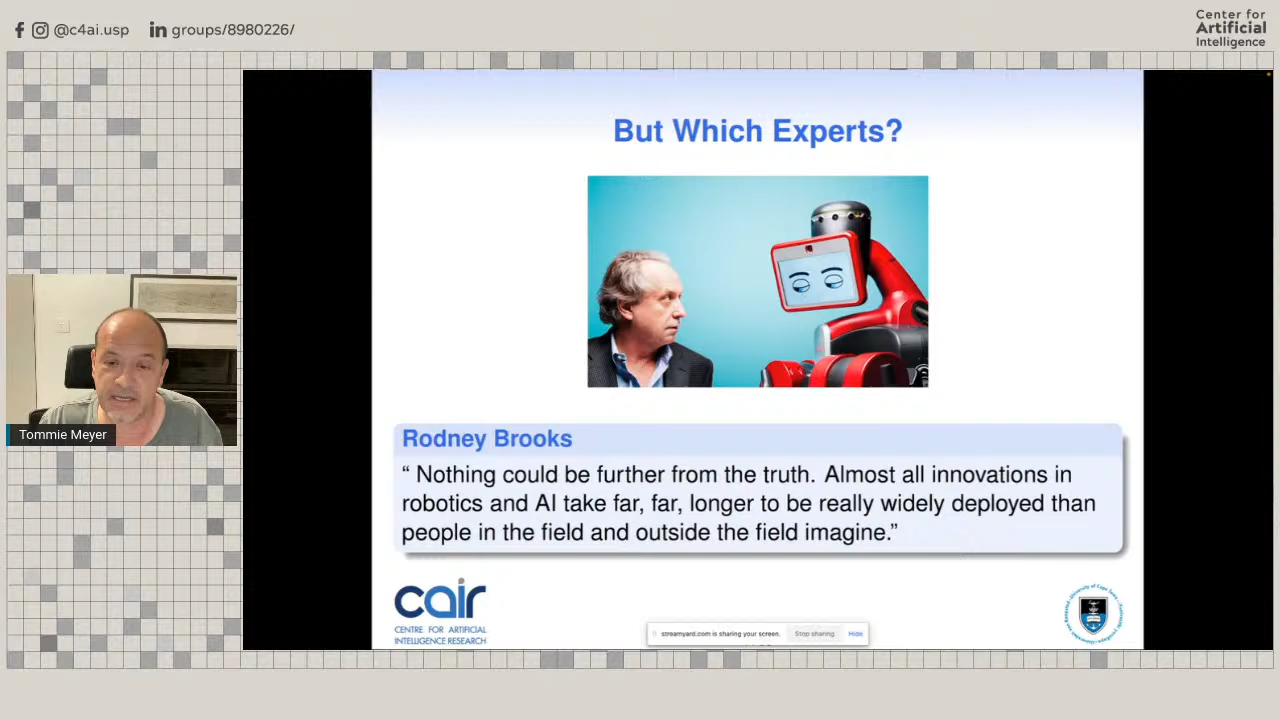 @c4ai.usp
groups/8980226/
Center for
Artificial
Intelligence
But Which Experts?
Tommie Meyer
Rodney Brooks
“ Nothing could be further from the truth. Almost all innovations in
robotics and AI take far, far, longer to be really widely deployed than
people in the field and outside the field imagine.”
cair
CENTRE FOR ARTIFICIAL
INTELLIGENCE RESEARCH
streamyard.com is sharing your screen.
Stop sharing
Hide